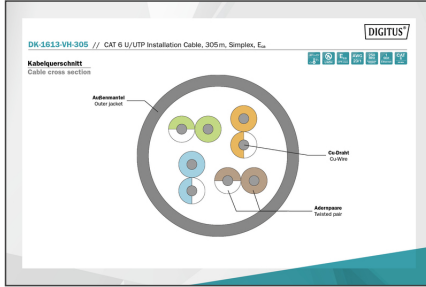 DIGITUS®
DK-1613-VH-305 // CAT 6 U/UTP Installation Cable, 305 m, Simplex, Eca
Kabelquerschnitt
Cable cross section
Außenmantel
Outer jacket
Cu-Draht
Cu-Wire
Adernpaare
Twisted pair